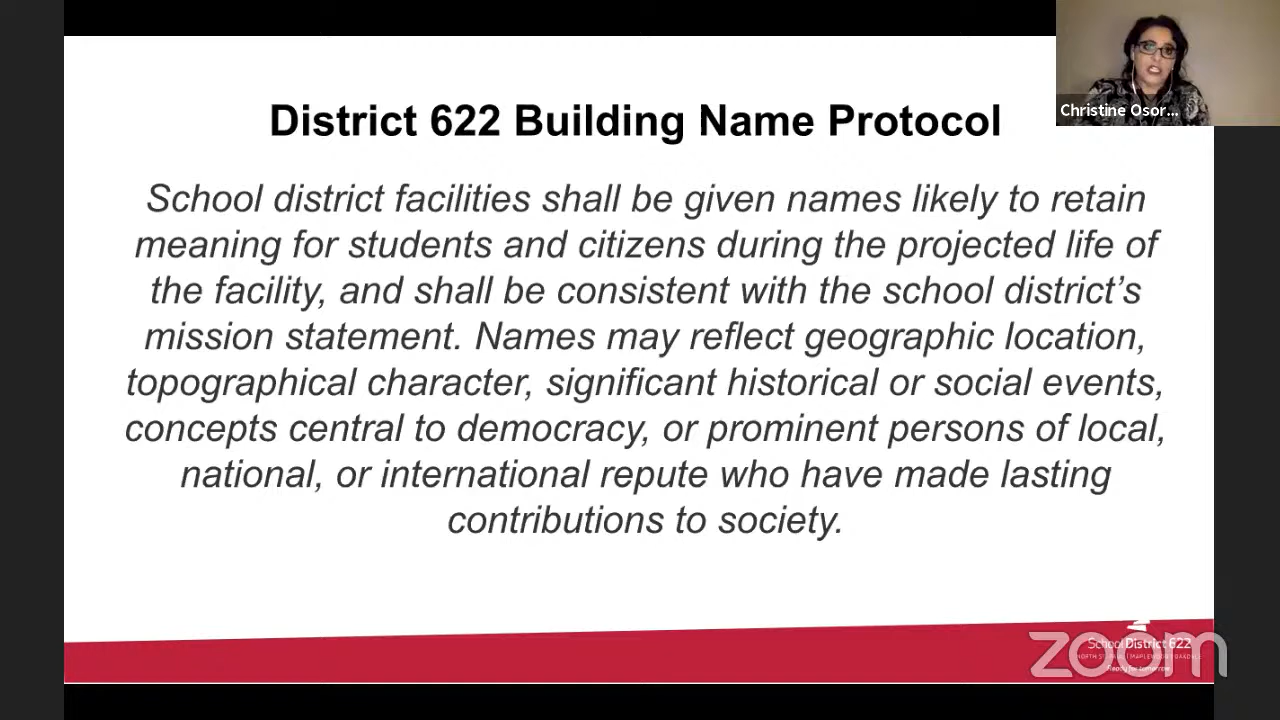 Christine Osor...
District 622 Building Name Protocol
School district facilities shall be given names likely to retain
meaning for students and citizens during the projected life of
the facility, and shall be consistent with the school district’s
mission statement. Names may reflect geographic location,
topographical character, significant historical or social events,
concepts central to democracy, or prominent persons of local,
national, or international repute who have made lasting
contributions to society.
School District 622
Ready for tomorrow
zoom